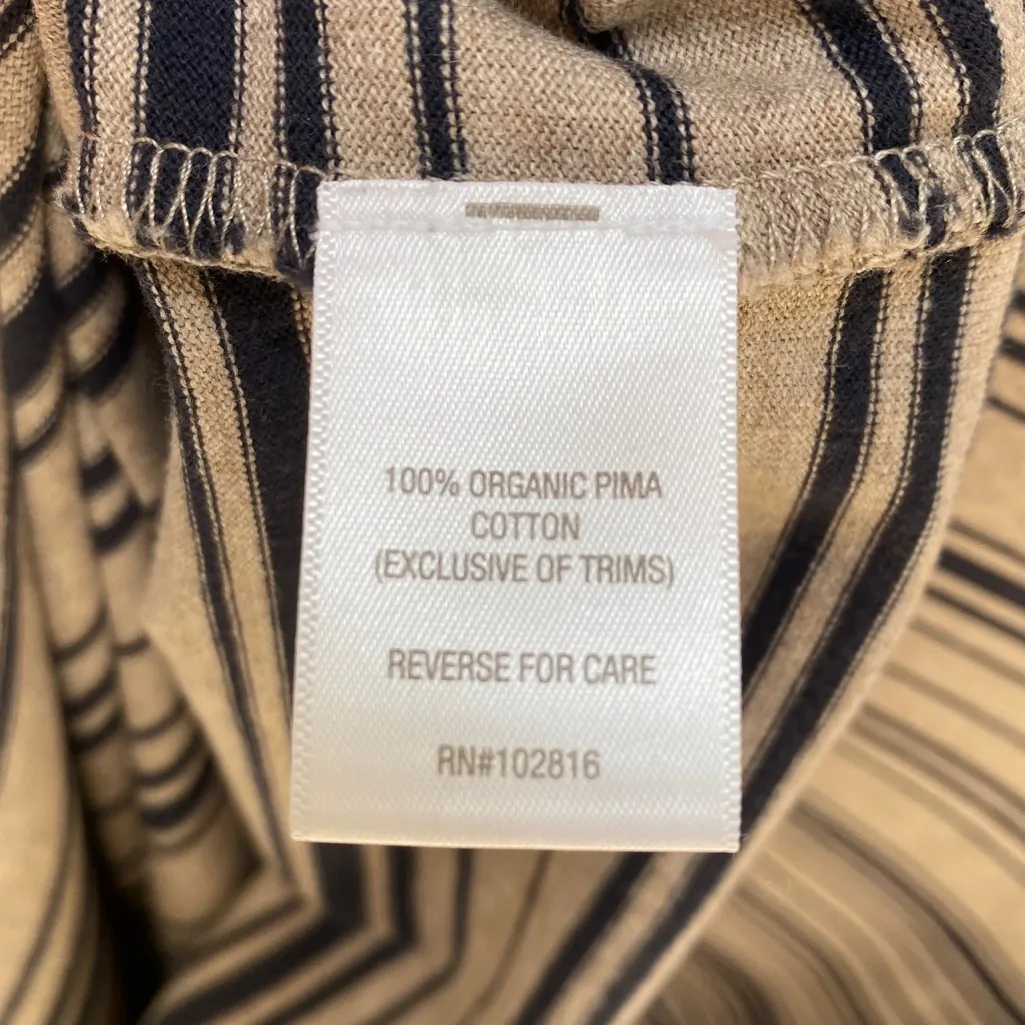 100% ORGANIC PIMA
COTTON
(EXCLUSIVE OF TRIMS)
REVERSE FOR CARE
RN#102816